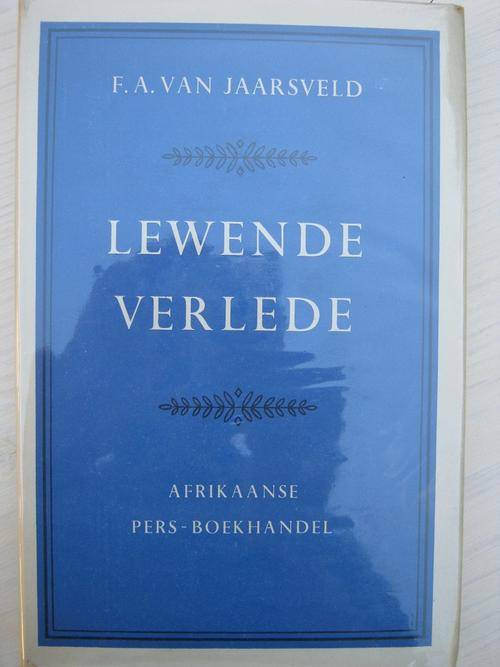 F. A. VAN JAARSVELD
LEWENDE
VERLEDE
AFRIKAANSE
PERS-BOEKHANDEL